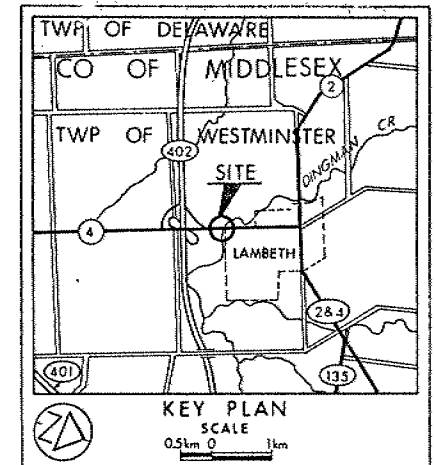 TWP OF DELAWARE
CO OF MIDDLESEX
2
TWP OF WESTMINSTER
402
DINGMAN CR
SITE
4
LAMBETH
2&4
401
135
KEY PLAN
SCALE
0.5km 0 1km